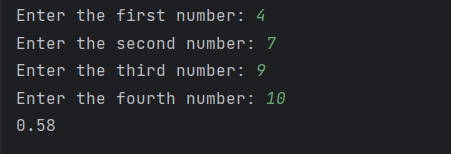 Enter the first number: 4
Enter the second number: 7
Enter the third number: 9
Enter the fourth number: 10
0.58